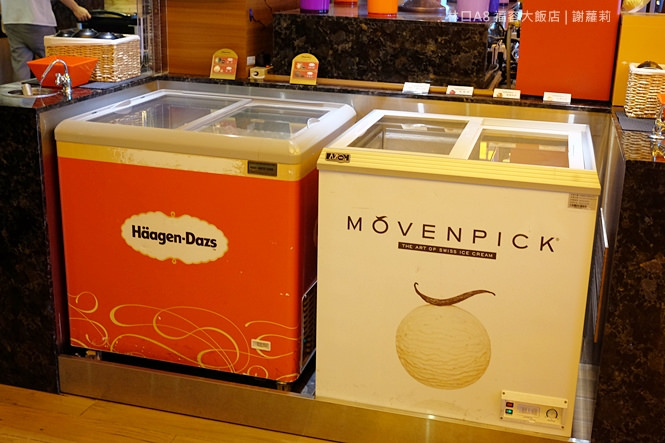 林口A8 福容大飯店 | 謝蘿莉
Häagen-Dazs
MÖVENPICK®
THE ART OF SWISS ICE CREAM